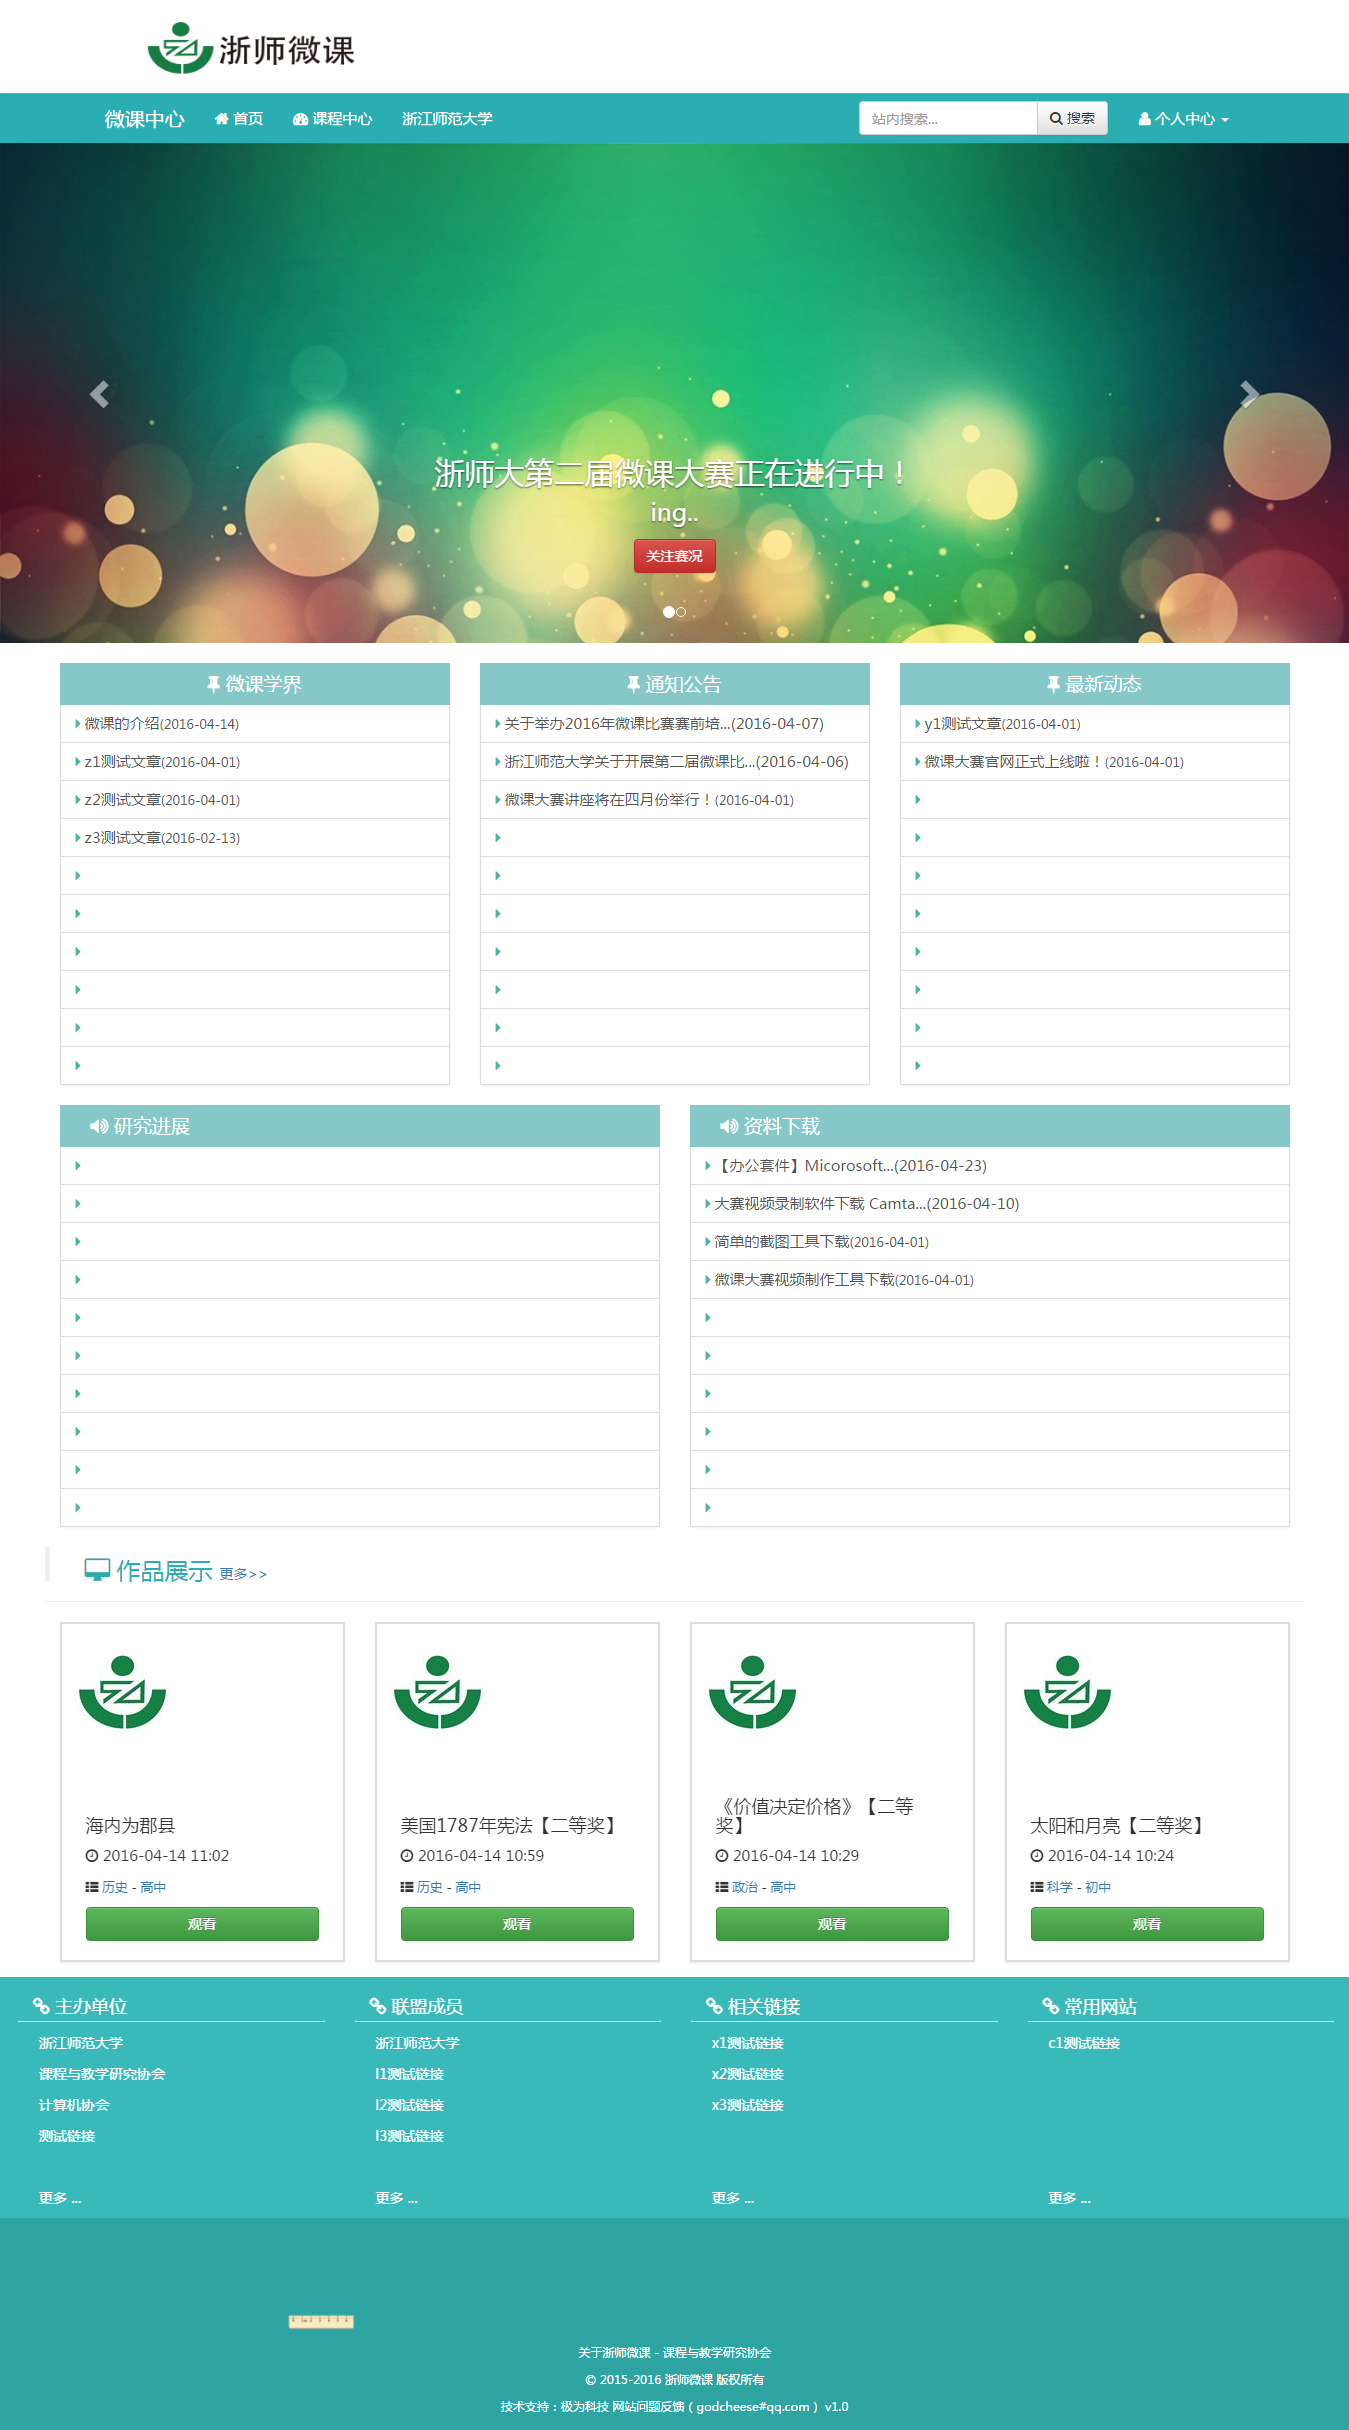 浙师微课
微课中心 首页 课程中心 浙江师范大学 站内搜索... 搜索 个人中心
浙师大第二届微课大赛正在进行中！
ing..
关注赛况
微课学界
微课的介绍(2016-04-14)
z1测试文章(2016-04-01)
z2测试文章(2016-04-01)
z3测试文章(2016-02-13)
通知公告
关于举办2016年微课比赛赛前培...(2016-04-07)
浙江师范大学关于开展第二届微课比...(2016-04-06)
微课大赛讲座将在四月份举行！(2016-04-01)
最新动态
y1测试文章(2016-04-01)
微课大赛官网正式上线啦！(2016-04-01)
研究进展
资料下载
【办公套件】Micorosoft...(2016-04-23)
大赛视频录制软件下载 Camta...(2016-04-10)
简单的截图工具下载(2016-04-01)
微课大赛视频制作工具下载(2016-04-01)
作品展示 更多>>
海内为郡县
2016-04-14 11:02
历史 - 高中
观看
美国1787年宪法【二等奖】
2016-04-14 10:59
历史 - 高中
观看
《价值决定价格》【二等
奖】
2016-04-14 10:29
政治 - 高中
观看
太阳和月亮【二等奖】
2016-04-14 10:24
科学 - 初中
观看
主办单位
浙江师范大学
课程与教学研究协会
计算机协会
测试链接
更多 ...
联盟成员
浙江师范大学
l1测试链接
l2测试链接
l3测试链接
更多 ...
相关链接
x1测试链接
x2测试链接
x3测试链接
更多 ...
常用网站
c1测试链接
更多 ...
关于浙师微课 - 课程与教学研究协会
© 2015-2016 浙师微课 版权所有
技术支持：极为科技 网站问题反馈（godcheese#qq.com） v1.0